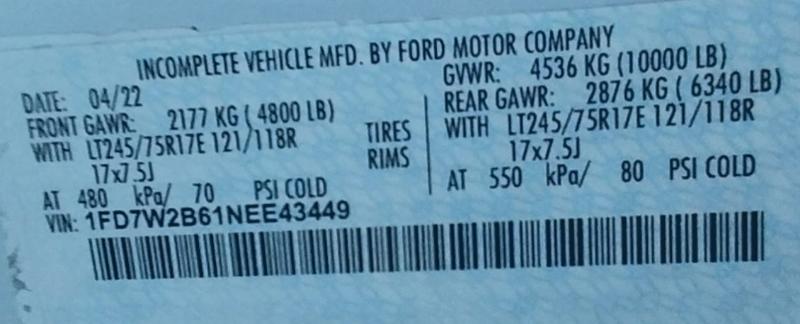 INCOMPLETE VEHICLE MFD. BY FORD MOTOR COMPANY
DATE: 04/22
GVWR: 4536 KG (10000 LB)
FRONT GAWR: 2177 KG ( 4800 LB)
REAR GAWR: 2876 KG ( 6340 LB)
WITH LT245/75R17E 121/118R
TIRES
WITH LT245/75R17E 121/118R
17x7.5J
RIMS
17x7.5J
AT 480 kPa/ 70 PSI COLD
AT 550 kPa/ 80 PSI COLD
VIN: 1FD7W2B61NEE43449